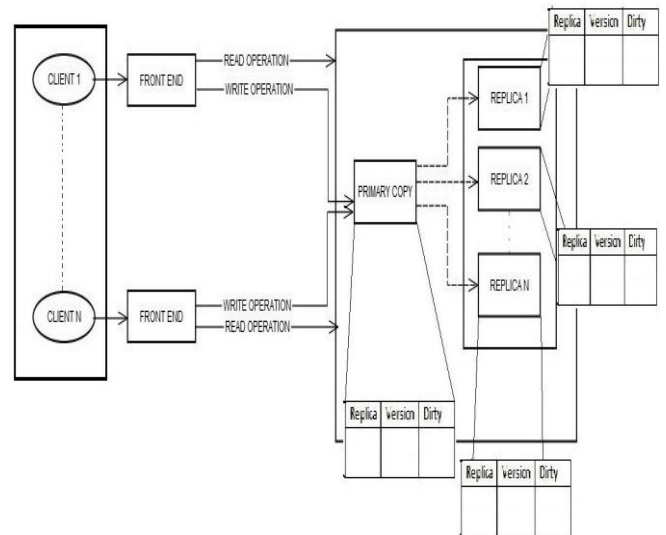 Replica Version Dirty
READ OPERATION
CLIENT 1
FRONT END
WRITE OPERATION
REPLICA 1
PRIMARY COPY
REPLICA 2
Replica Version Dirty
REPLICA N
WRITE OPERATION
CLIENT N
FRONT END
READ OPERATION
Replica Version Dirty
Replica Version Dirty